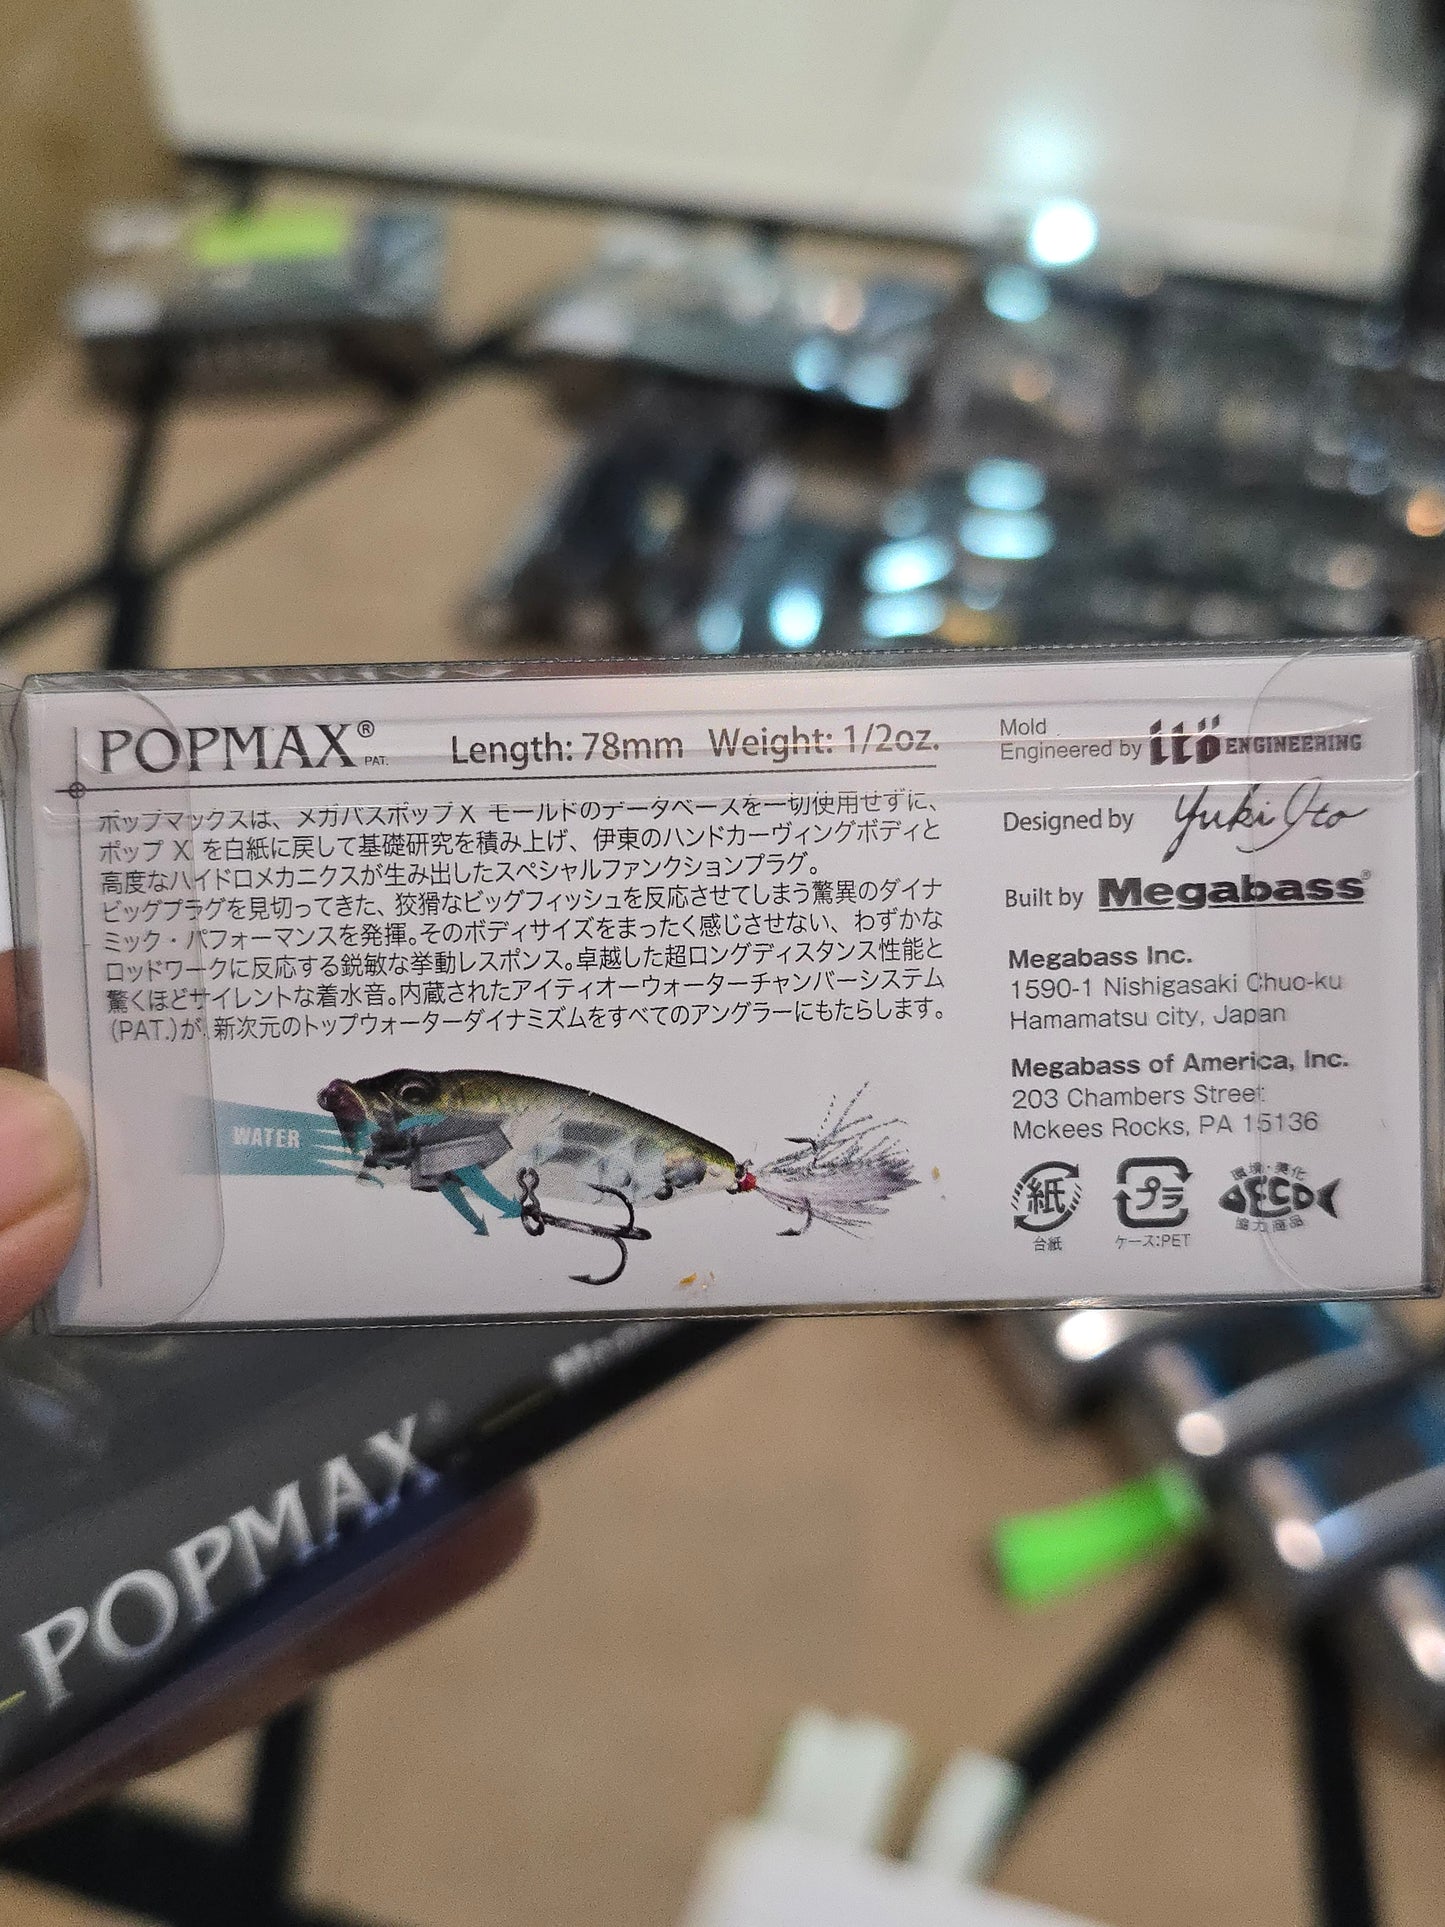 POPMAX® PAT. Length: 78mm Weight: 1/2oz.
ポップマックスは、メガバスポップX モールドのデータベースを一切使用せずに、
ポップ X を白紙に戻して基礎研究を積み上げ、伊東のハンドカーヴィングボディと
高度なハイドロメカニクスが生み出したスペシャルファンクションプラグ。
ビッグプラグを見切ってきた、狡猾なビッグフィッシュを反応させてしまう驚異のダイナ
ミック・パフォーマンスを発揮。そのボディサイズをまったく感じさせない、わずかな
ロッドワークに反応する鋭敏な挙動レスポンス。卓越した超ロングディスタンス性能と
驚くほどサイレントな着水音。内蔵されたアイティオーウォーターチャンバーシステム
(PAT.)が、新次元のトップウォーターダイナミズムをすべてのアングラーにもたらします。
WATER
Mold
Engineered by itö ENGINEERING
Designed by Yuki Ito
Built by Megabass®
Megabass Inc.
1590-1 Nishigasaki Chuo-ku
Hamamatsu city, Japan
Megabass of America, Inc.
203 Chambers Street
Mckees Rocks, PA 15136
紙
台紙
プラ
ケース:PET
環境・美化
ECO
協力商品
POPMAX